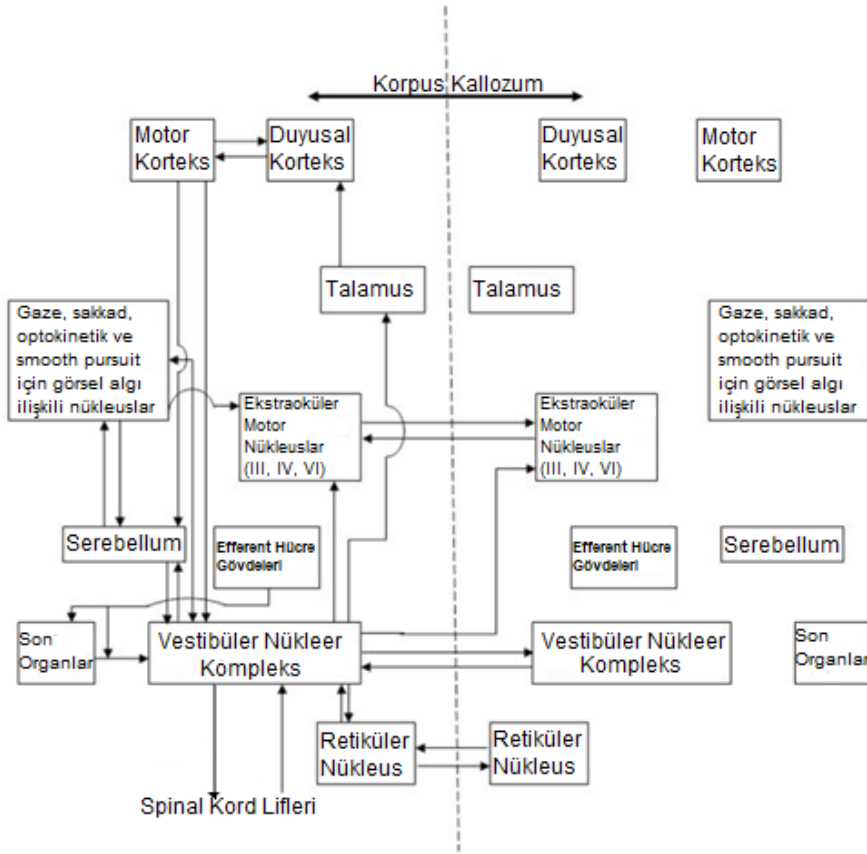 Korpus Kallozum
Motor
Korteks
Duyusal
Korteks
Duyusal
Korteks
Motor
Korteks
Talamus
Talamus
Gaze, sakkad,
optokinetik ve
smooth pursuit
için görsel algı
ilişkili nükleuslar
Gaze, sakkad,
optokinetik ve
smooth pursuit
için görsel algı
ilişkili nükleuslar
Ekstraoküler
Motor
Nükleuslar
(III, IV, VI)
Ekstraoküler
Motor
Nükleuslar
(III, IV, VI)
Serebellum
Efferent Hücre
Gövdeleri
Efferent Hücre
Gövdeleri
Serebellum
Son
Organlar
Vestibüler Nükleer
Kompleks
Vestibüler Nükleer
Kompleks
Son
Organlar
Retiküler
Nükleus
Retiküler
Nükleus
Spinal Kord Lifleri